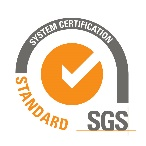 SYSTEM CERTIFICATION
STANDARD
SGS